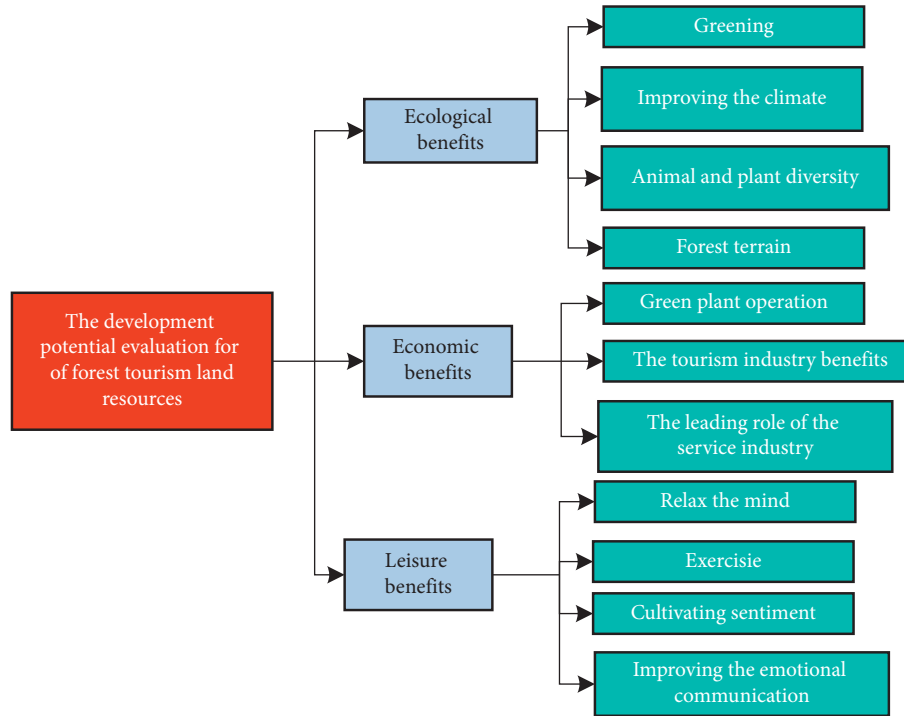 The development
potential evaluation for
of forest tourism land
resources
Ecological
benefits
Greening
Improving the climate
Animal and plant diversity
Forest terrain
Economic
benefits
Green plant operation
The tourism industry benefits
The leading role of the
service industry
Leisure
benefits
Relax the mind
Exercisie
Cultivating sentiment
Improving the emotional
communication